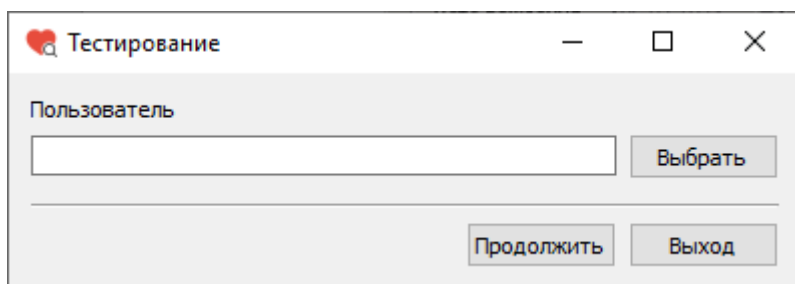 Тестирование
Пользователь
Выбрать
Продолжить Выход